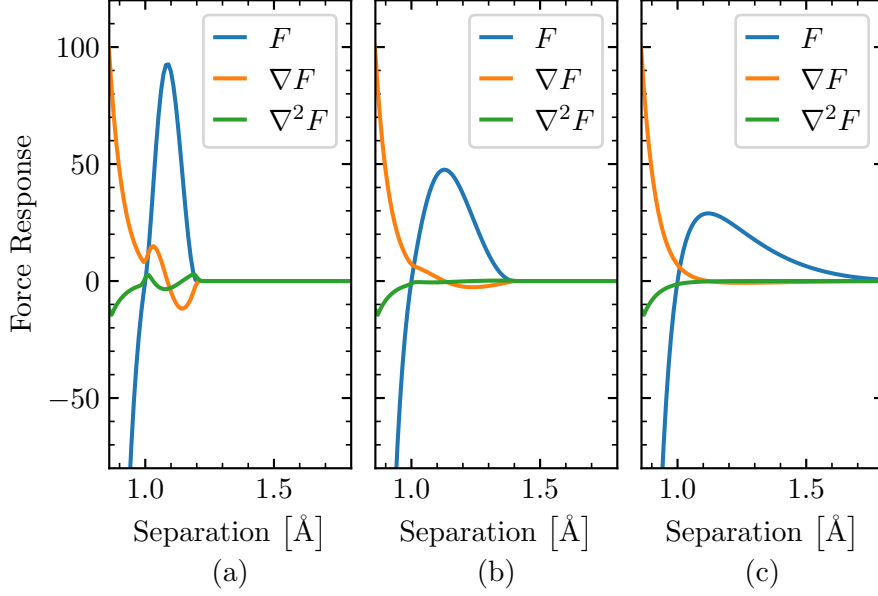 100
50
0
−50
Force Response
F
∇F
∇²F
F
∇F
∇²F
F
∇F
∇²F
1.0 1.5
1.0 1.5
1.0 1.5
Separation [Å]
Separation [Å]
Separation [Å]
(a)
(b)
(c)